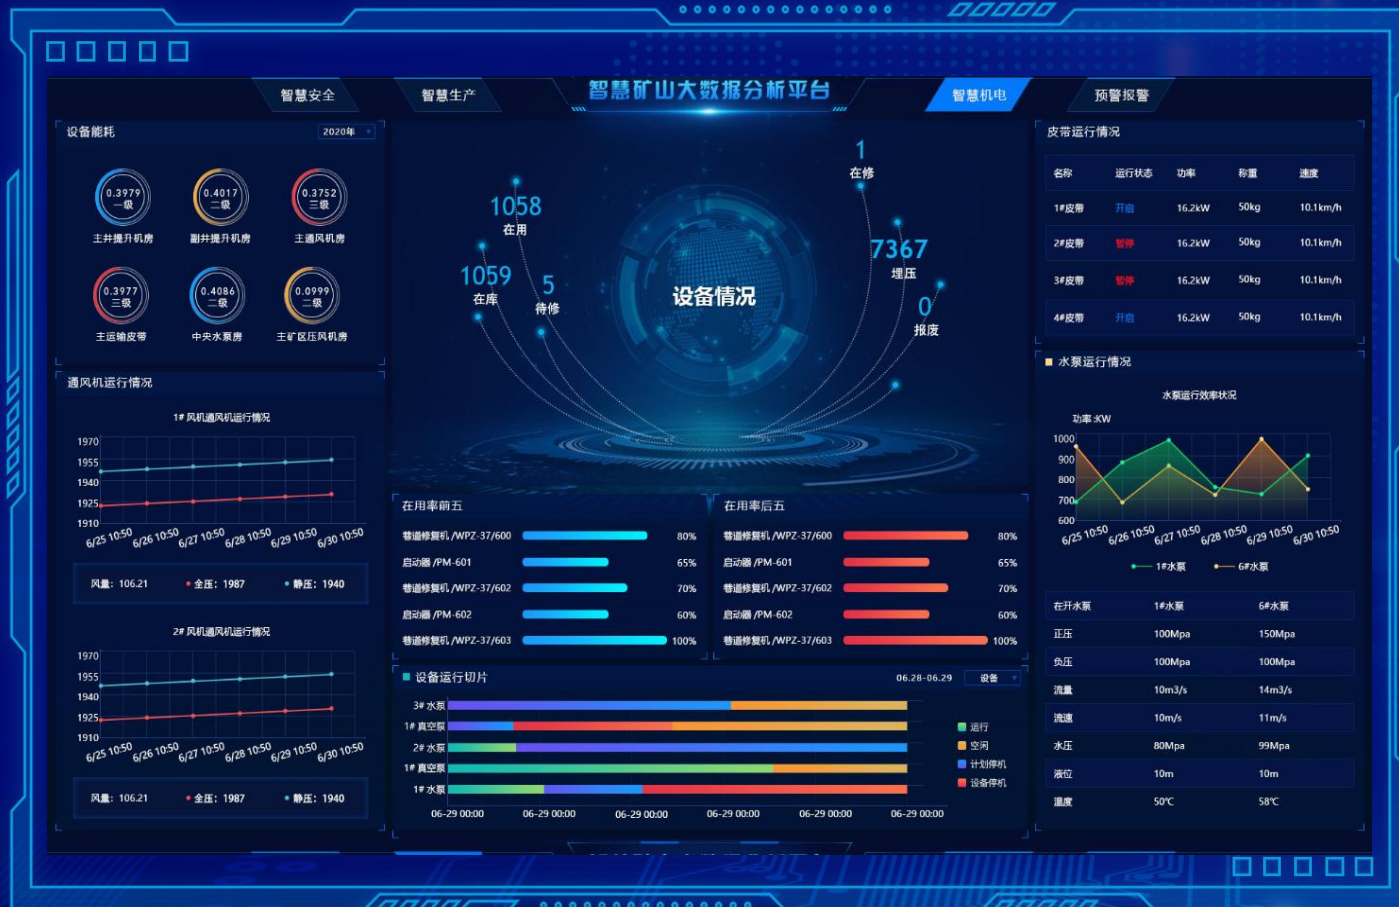 智慧安全
智慧生产
智慧矿山大数据分析平台
智慧机电
预警报警
设备能耗
2020年
0.3979
一级
主井提升机房
0.4017
二级
副井提升机房
0.3752
三级
主通风机房
0.3977
三级
主运输皮带
0.4086
二级
中央水泵房
0.0999
二级
主矿区压风机房
通风机运行情况
1# 风机通风机运行情况
1970
1955
1940
1925
1910
6/25 10:50
6/26 10:50
6/27 10:50
6/28 10:50
6/29 10:50
6/30 10:50
风量: 106.21
全压: 1987
静压: 1940
2# 风机通风机运行情况
1970
1955
1940
1925
1910
6/25 10:50
6/26 10:50
6/27 10:50
6/28 10:50
6/29 10:50
6/30 10:50
风量: 106.21
全压: 1987
静压: 1940
1058
在用
1059
在库
5
待修
设备情况
1
在修
7367
埋压
0
报废
在用率前五
巷道修复机 /WPZ-37/600 80%
启动器 /PM-601 65%
巷道修复机 /WPZ-37/602 70%
启动器 /PM-602 60%
巷道修复机 /WPZ-37/603 100%
在用率后五
巷道修复机 /WPZ-37/600 80%
启动器 /PM-601 65%
巷道修复机 /WPZ-37/602 70%
启动器 /PM-602 60%
巷道修复机 /WPZ-37/603 100%
设备运行切片
06.28-06.29
设备
3# 水泵
1# 真空泵
2# 水泵
1# 真空泵
1# 水泵
06-29 00:00
06-29 00:00
06-29 00:00
06-29 00:00
06-29 00:00
06-29 00:00
运行
空闲
计划停机
设备停机
皮带运行情况
名称 运行状态 功率 称重 速度
1#皮带 开启 16.2kW 50kg 10.1km/h
2#皮带 暂停 16.2kW 50kg 10.1km/h
3#皮带 暂停 16.2kW 50kg 10.1km/h
4#皮带 开启 16.2kW 50kg 10.1km/h
水泵运行情况
水泵运行效率状况
功率:KW
1000
900
800
700
600
6/25 10:50
6/26 10:50
6/27 10:50
6/28 10:50
6/29 10:50
6/30 10:50
1#水泵
6#水泵
在开水泵 1#水泵 6#水泵
正压 100Mpa 150Mpa
负压 100Mpa 100Mpa
流量 10m3/s 14m3/s
流速 10m/s 11m/s
水压 80Mpa 99Mpa
液位 10m 10m
温度 50℃ 58℃